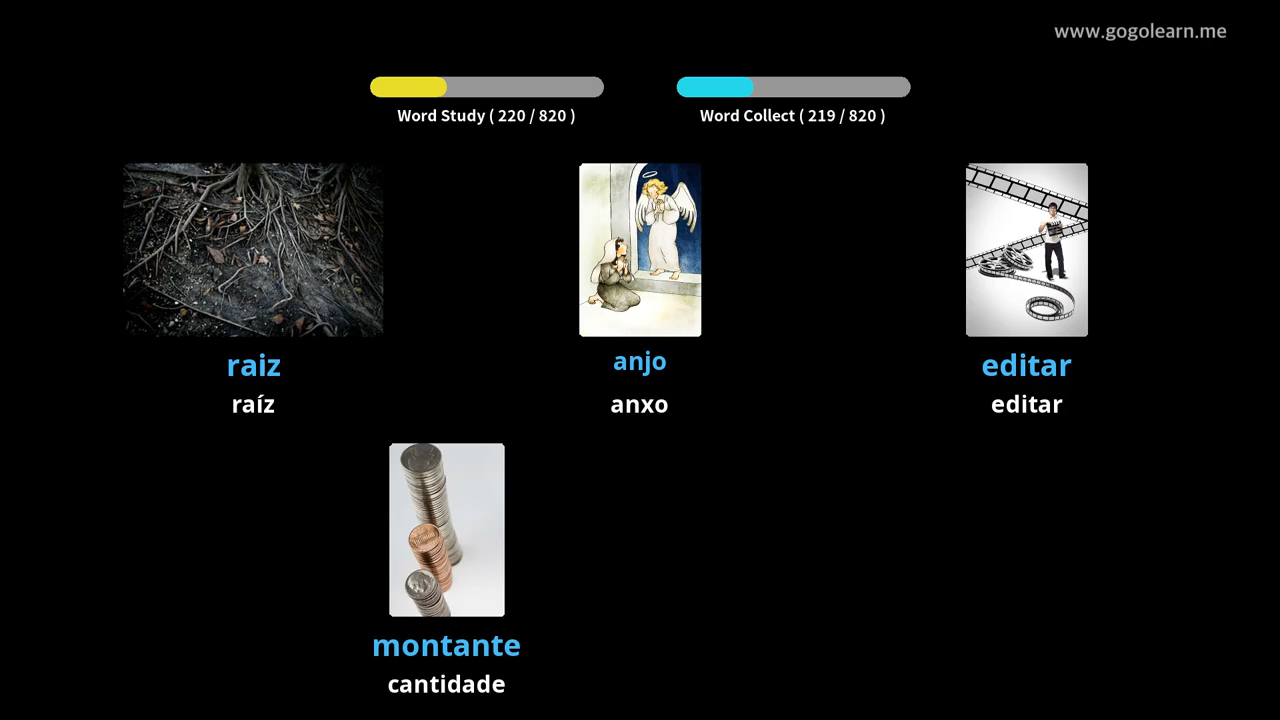 www.gogolearn.me
Word Study ( 220 / 820 )
Word Collect ( 219 / 820 )
raiz
raíz
anjo
anxo
editar
editar
montante
cantidade